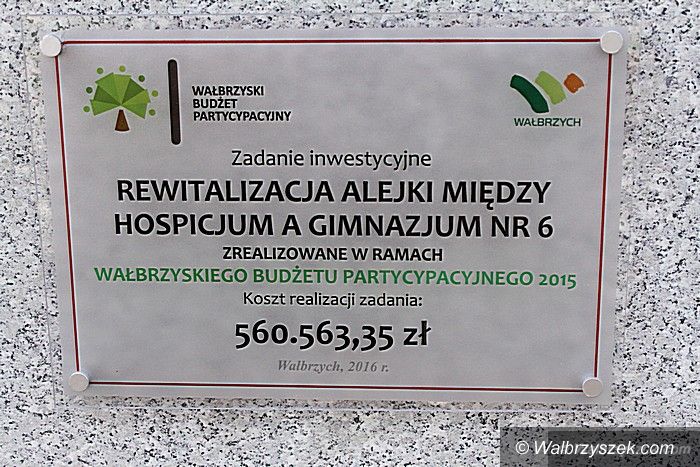 WAŁBRZYSKI
BUDŻET
PARTYCYPACYJNY
WAŁBRZYCH
Zadanie inwestycyjne
REWITALIZACJA ALEJKI MIĘDZY
HOSPICJUM A GIMNAZJUM NR 6
ZREALIZOWANE W RAMACH
WAŁBRZYSKIEGO BUDŻETU PARTYCYPACYJNEGO 2015
Koszt realizacji zadania:
560.563,35 zł
Wałbrzych, 2016 r.
© Walbrzyszek.com